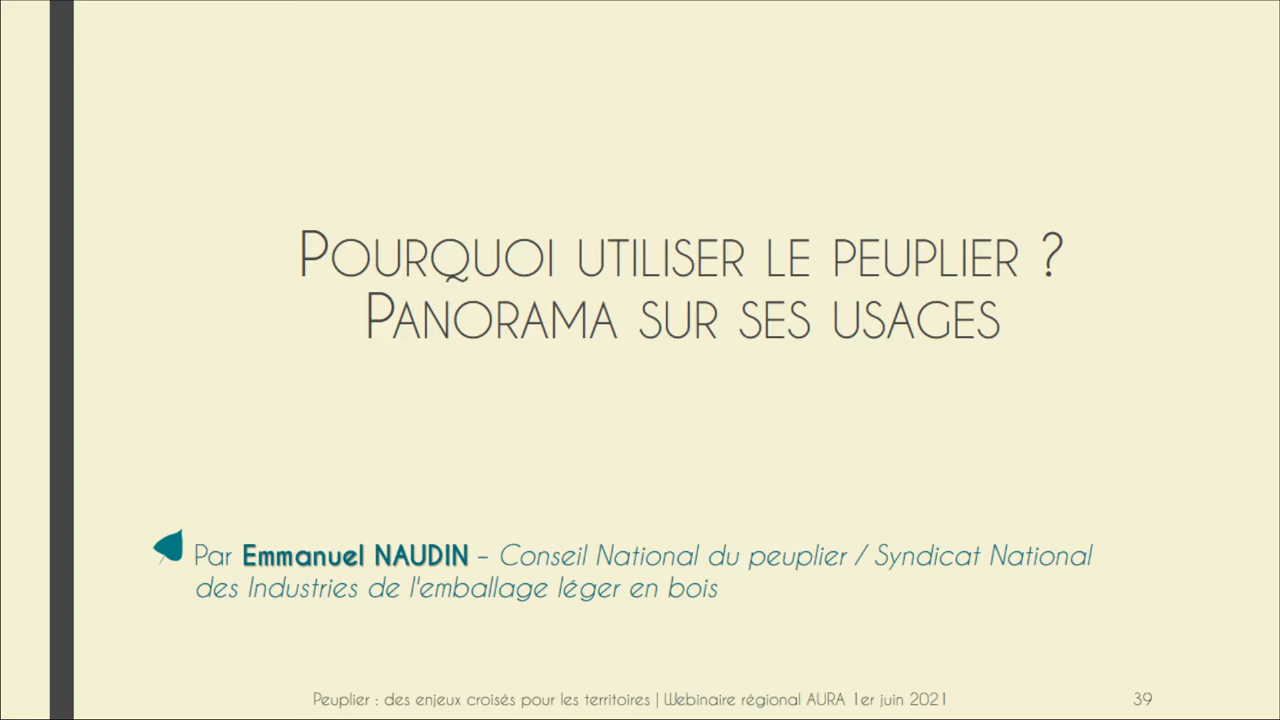 Pourquoi utiliser le peuplier ?
Panorama sur ses usages
Par Emmanuel NAUDIN – Conseil National du peuplier / Syndicat National
des Industries de l'emballage léger en bois
Peuplier : des enjeux croisés pour les territoires | Webinaire régional AURA 1er juin 2021
39